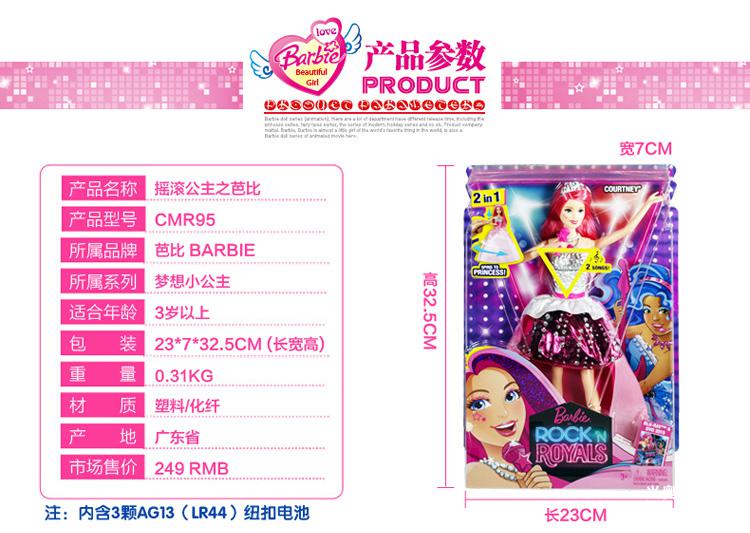 love
Barbie
Beautiful
Girl
产品参数
PRODUCT
产品名称 摇滚公主之芭比
产品型号 CMR95
所属品牌 芭比 BARBIE
所属系列 梦想小公主
适合年龄 3岁以上
包 装 23*7*32.5CM (长宽高)
重 量 0.31KG
材 质 塑料/化纤
产 地 广东省
市场售价 249 RMB
注：内含3颗AG13（LR44）纽扣电池
宽7CM
高32.5CM
COURTNEY
2 in 1
SPINS TO
PRINCESS!
2 SONGS!
Barbie
ROCK 'N
ROYALS
WARNING:
长23CM